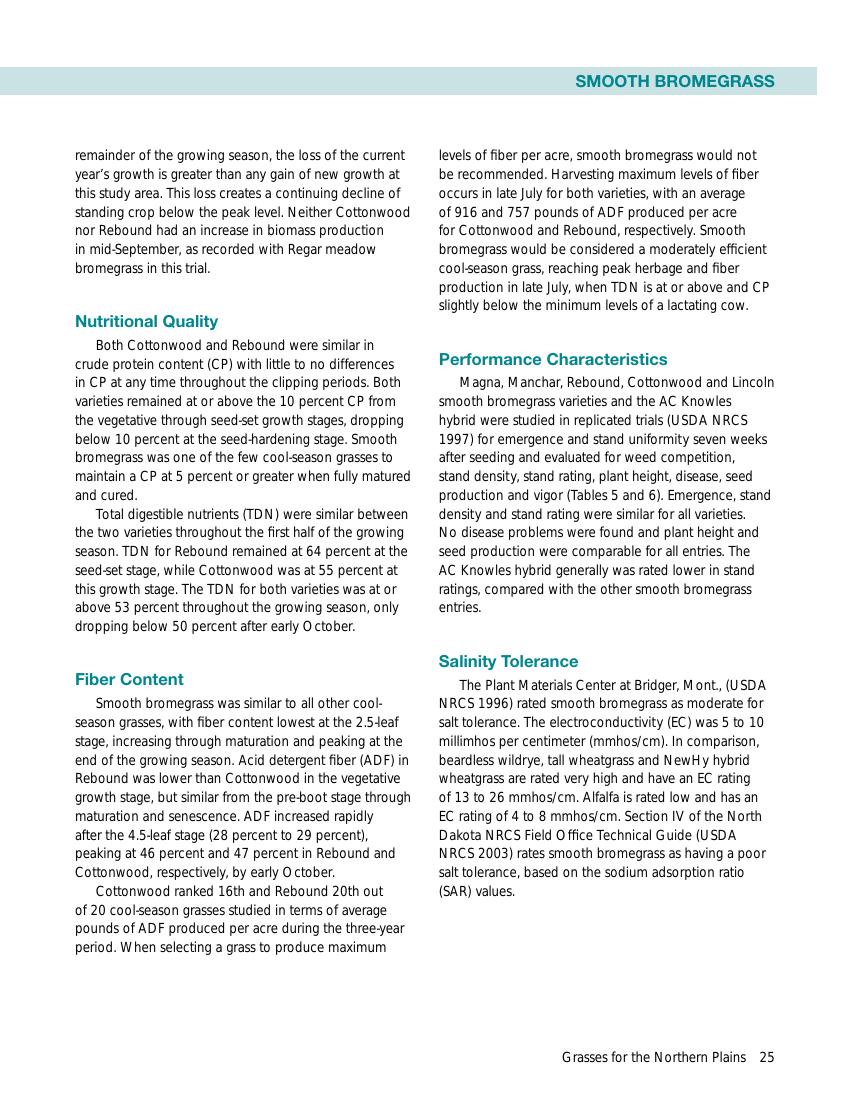 SMOOTH BROMEGRASS
remainder of the growing season, the loss of the current
year’s growth is greater than any gain of new growth at
this study area. This loss creates a continuing decline of
standing crop below the peak level. Neither Cottonwood
nor Rebound had an increase in biomass production
in mid-September, as recorded with Regar meadow
bromegrass in this trial.
Nutritional Quality
Both Cottonwood and Rebound were similar in
crude protein content (CP) with little to no differences
in CP at any time throughout the clipping periods. Both
varieties remained at or above the 10 percent CP from
the vegetative through seed-set growth stages, dropping
below 10 percent at the seed-hardening stage. Smooth
bromegrass was one of the few cool-season grasses to
maintain a CP at 5 percent or greater when fully matured
and cured.
Total digestible nutrients (TDN) were similar between
the two varieties throughout the first half of the growing
season. TDN for Rebound remained at 64 percent at the
seed-set stage, while Cottonwood was at 55 percent at
this growth stage. The TDN for both varieties was at or
above 53 percent throughout the growing season, only
dropping below 50 percent after early October.
Fiber Content
Smooth bromegrass was similar to all other cool-
season grasses, with fiber content lowest at the 2.5-leaf
stage, increasing through maturation and peaking at the
end of the growing season. Acid detergent fiber (ADF) in
Rebound was lower than Cottonwood in the vegetative
growth stage, but similar from the pre-boot stage through
maturation and senescence. ADF increased rapidly
after the 4.5-leaf stage (28 percent to 29 percent),
peaking at 46 percent and 47 percent in Rebound and
Cottonwood, respectively, by early October.
Cottonwood ranked 16th and Rebound 20th out
of 20 cool-season grasses studied in terms of average
pounds of ADF produced per acre during the three-year
period. When selecting a grass to produce maximum
levels of fiber per acre, smooth bromegrass would not
be recommended. Harvesting maximum levels of fiber
occurs in late July for both varieties, with an average
of 916 and 757 pounds of ADF produced per acre
for Cottonwood and Rebound, respectively. Smooth
bromegrass would be considered a moderately efficient
cool-season grass, reaching peak herbage and fiber
production in late July, when TDN is at or above and CP
slightly below the minimum levels of a lactating cow.
Performance Characteristics
Magna, Manchar, Rebound, Cottonwood and Lincoln
smooth bromegrass varieties and the AC Knowles
hybrid were studied in replicated trials (USDA NRCS
1997) for emergence and stand uniformity seven weeks
after seeding and evaluated for weed competition,
stand density, stand rating, plant height, disease, seed
production and vigor (Tables 5 and 6). Emergence, stand
density and stand rating were similar for all varieties.
No disease problems were found and plant height and
seed production were comparable for all entries. The
AC Knowles hybrid generally was rated lower in stand
ratings, compared with the other smooth bromegrass
entries.
Salinity Tolerance
The Plant Materials Center at Bridger, Mont., (USDA
NRCS 1996) rated smooth bromegrass as moderate for
salt tolerance. The electroconductivity (EC) was 5 to 10
millimhos per centimeter (mmhos/cm). In comparison,
beardless wildrye, tall wheatgrass and NewHy hybrid
wheatgrass are rated very high and have an EC rating
of 13 to 26 mmhos/cm. Alfalfa is rated low and has an
EC rating of 4 to 8 mmhos/cm. Section IV of the North
Dakota NRCS Field Office Technical Guide (USDA
NRCS 2003) rates smooth bromegrass as having a poor
salt tolerance, based on the sodium adsorption ratio
(SAR) values.
Grasses for the Northern Plains 25